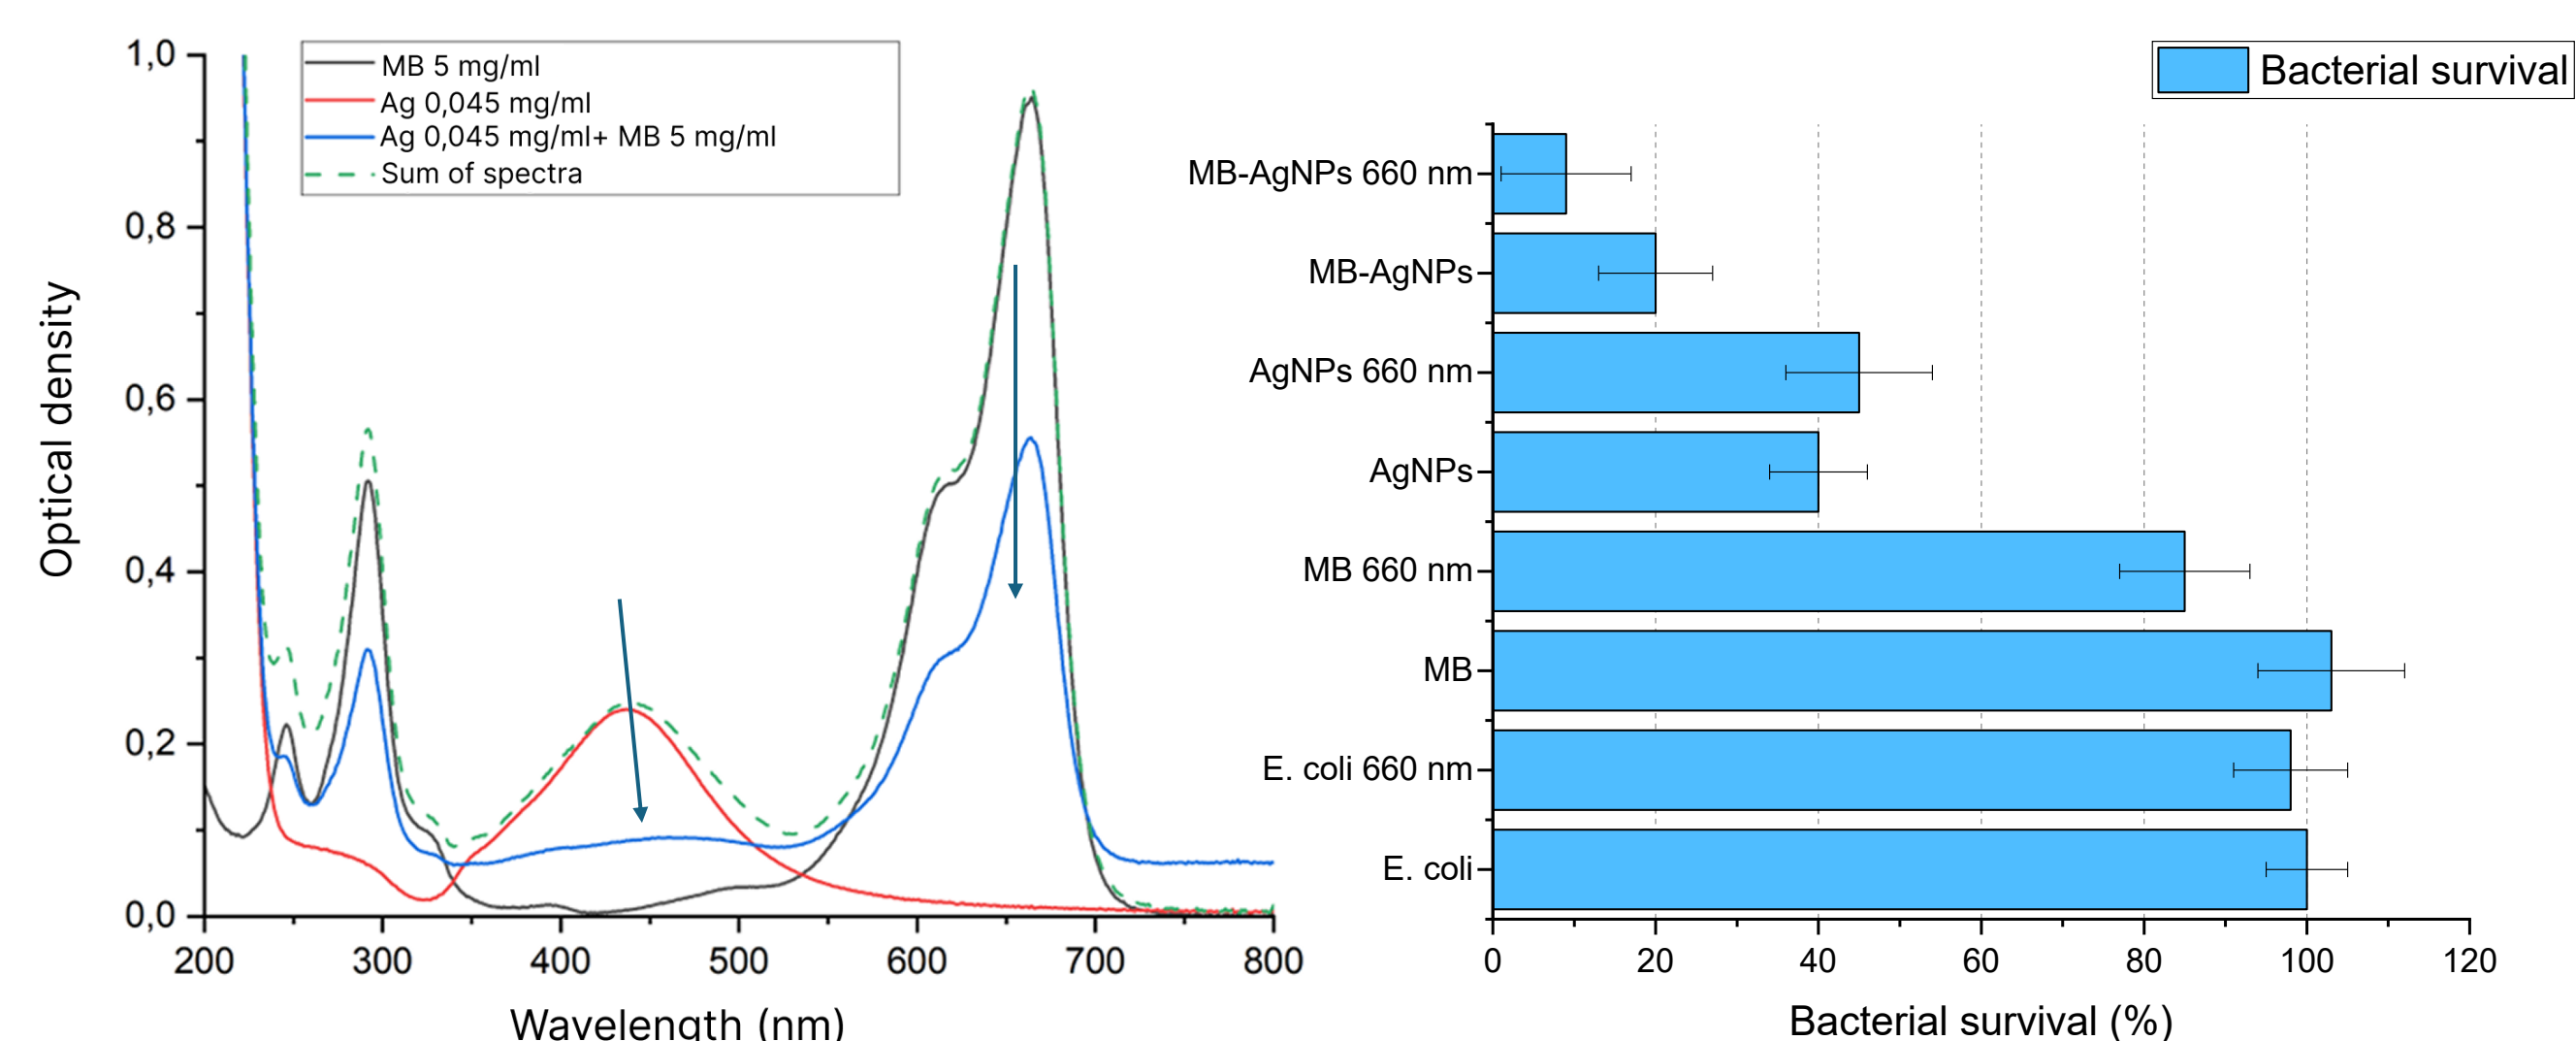 MB 5 mg/ml
Ag 0,045 mg/ml
Ag 0,045 mg/ml+ MB 5 mg/ml
Sum of spectra
Optical density
1,0
0,8
0,6
0,4
0,2
0,0
200 300 400 500 600 700 800
Wavelength (nm)
Bacterial survival
MB-AgNPs 660 nm
MB-AgNPs
AgNPs 660 nm
AgNPs
MB 660 nm
MB
E. coli 660 nm
E. coli
0 20 40 60 80 100 120
Bacterial survival (%)